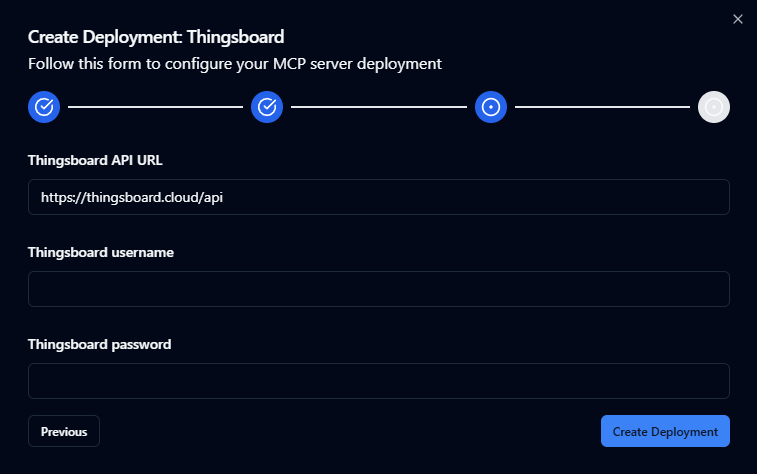 Create Deployment: Thingsboard
Follow this form to configure your MCP server deployment
Thingsboard API URL
https://thingsboard.cloud/api
Thingsboard username
Thingsboard password
Previous
Create Deployment